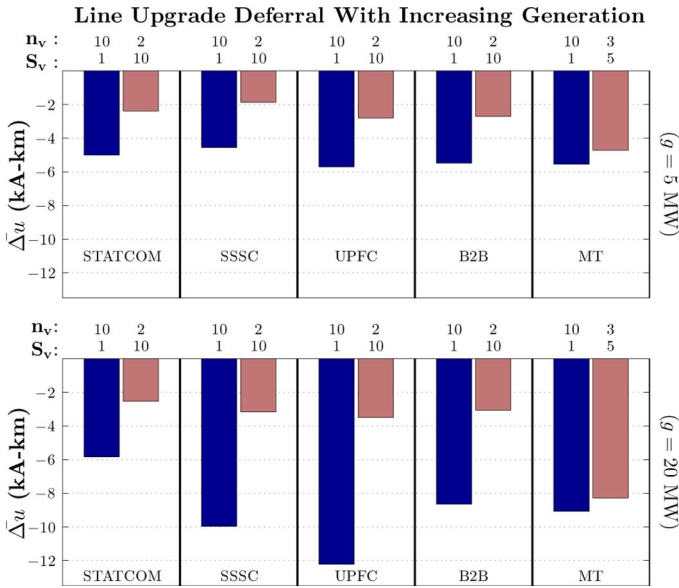 Line Upgrade Deferral With Increasing Generation
n_v : 10 2 10 2 10 2 10 2 10 3
S_v : 1 10 1 10 1 10 1 10 1 5
−2
−4
−6
−8
−10
−12
Δ̄u (kA-km)
STATCOM SSSC UPFC B2B MT
(g = 5 MW)
n_v : 10 2 10 2 10 2 10 2 10 3
S_v : 1 10 1 10 1 10 1 10 1 5
−2
−4
−6
−8
−10
−12
Δ̄u (kA-km)
STATCOM SSSC UPFC B2B MT
(g = 20 MW)